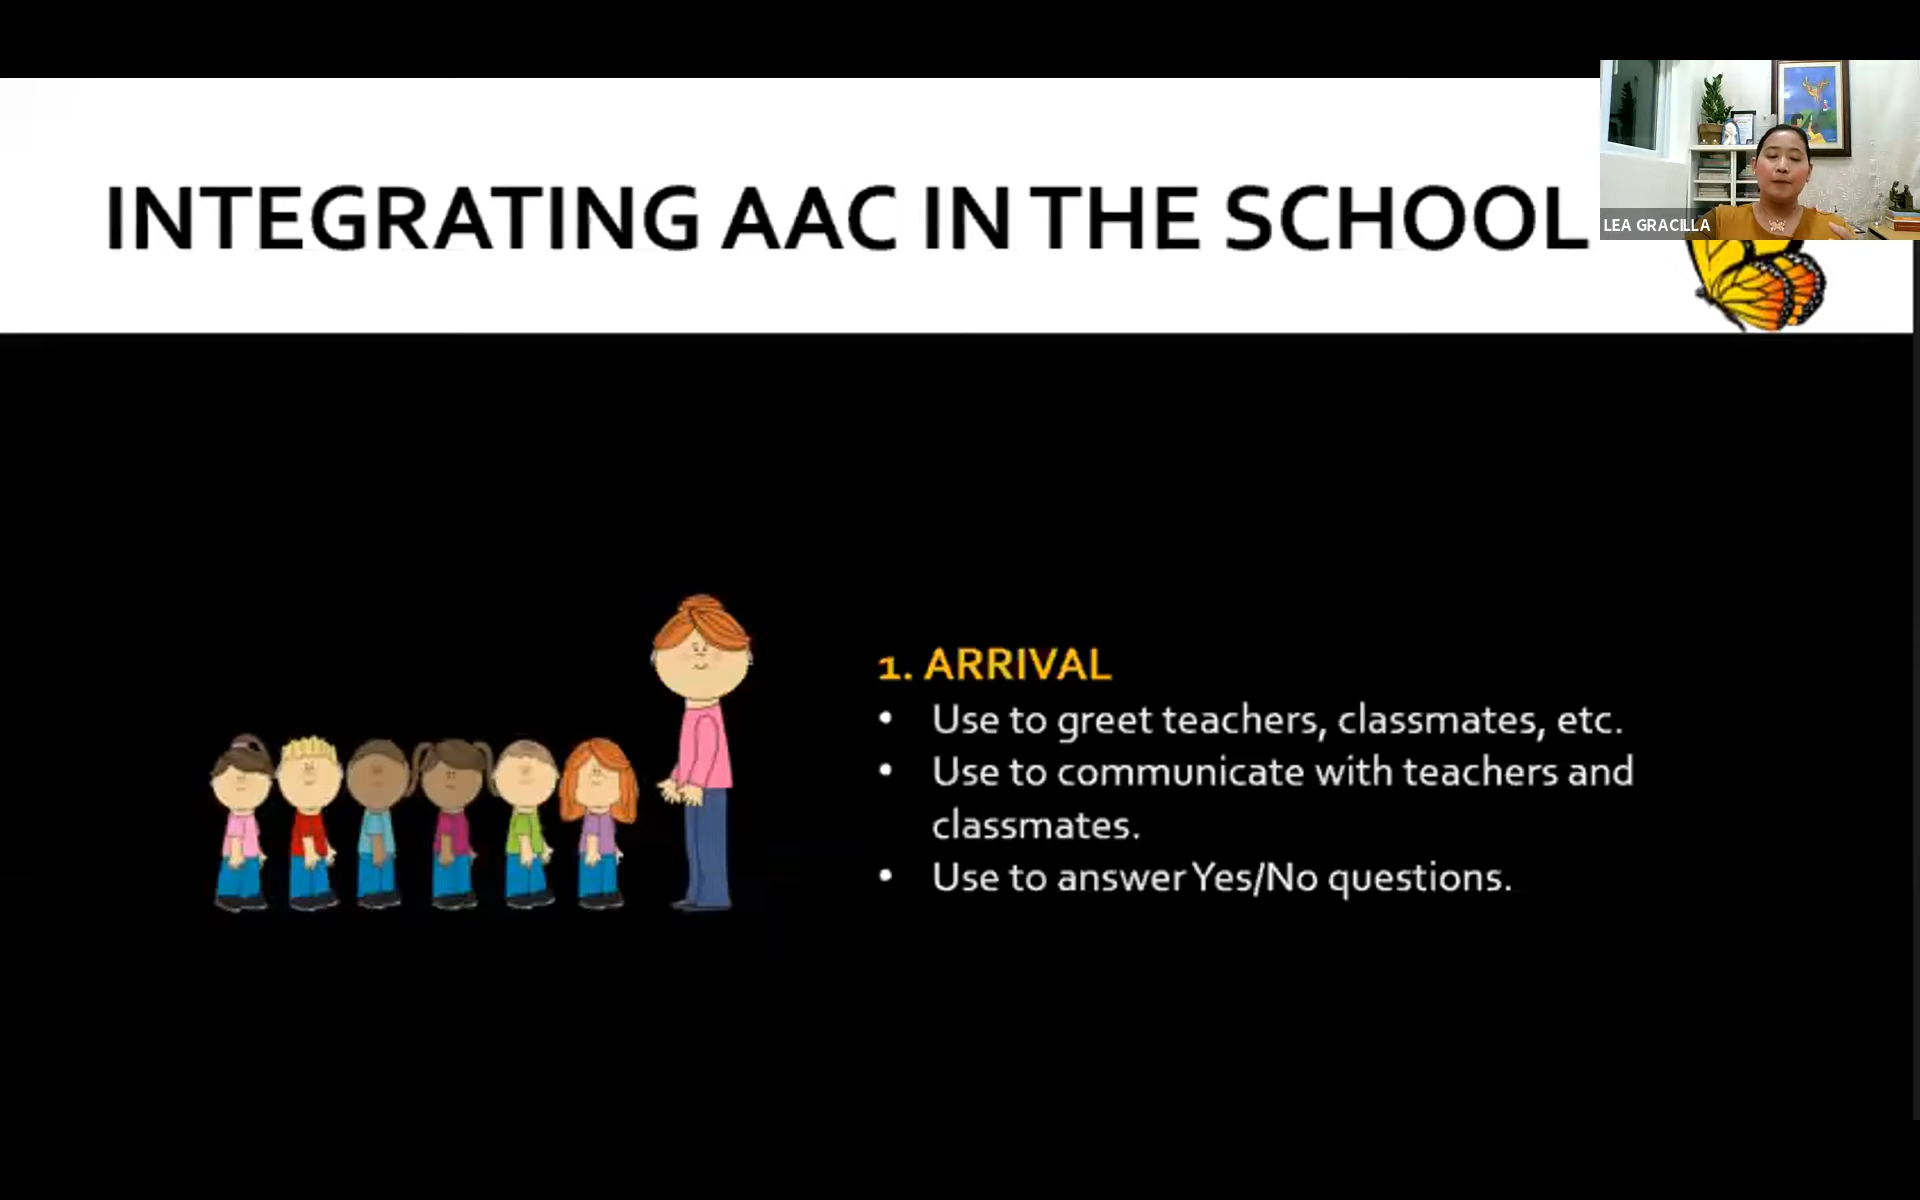 INTEGRATING AAC IN THE SCHOOL
LEA GRACILLA
1. ARRIVAL
• Use to greet teachers, classmates, etc.
• Use to communicate with teachers and
classmates.
• Use to answer Yes/No questions.